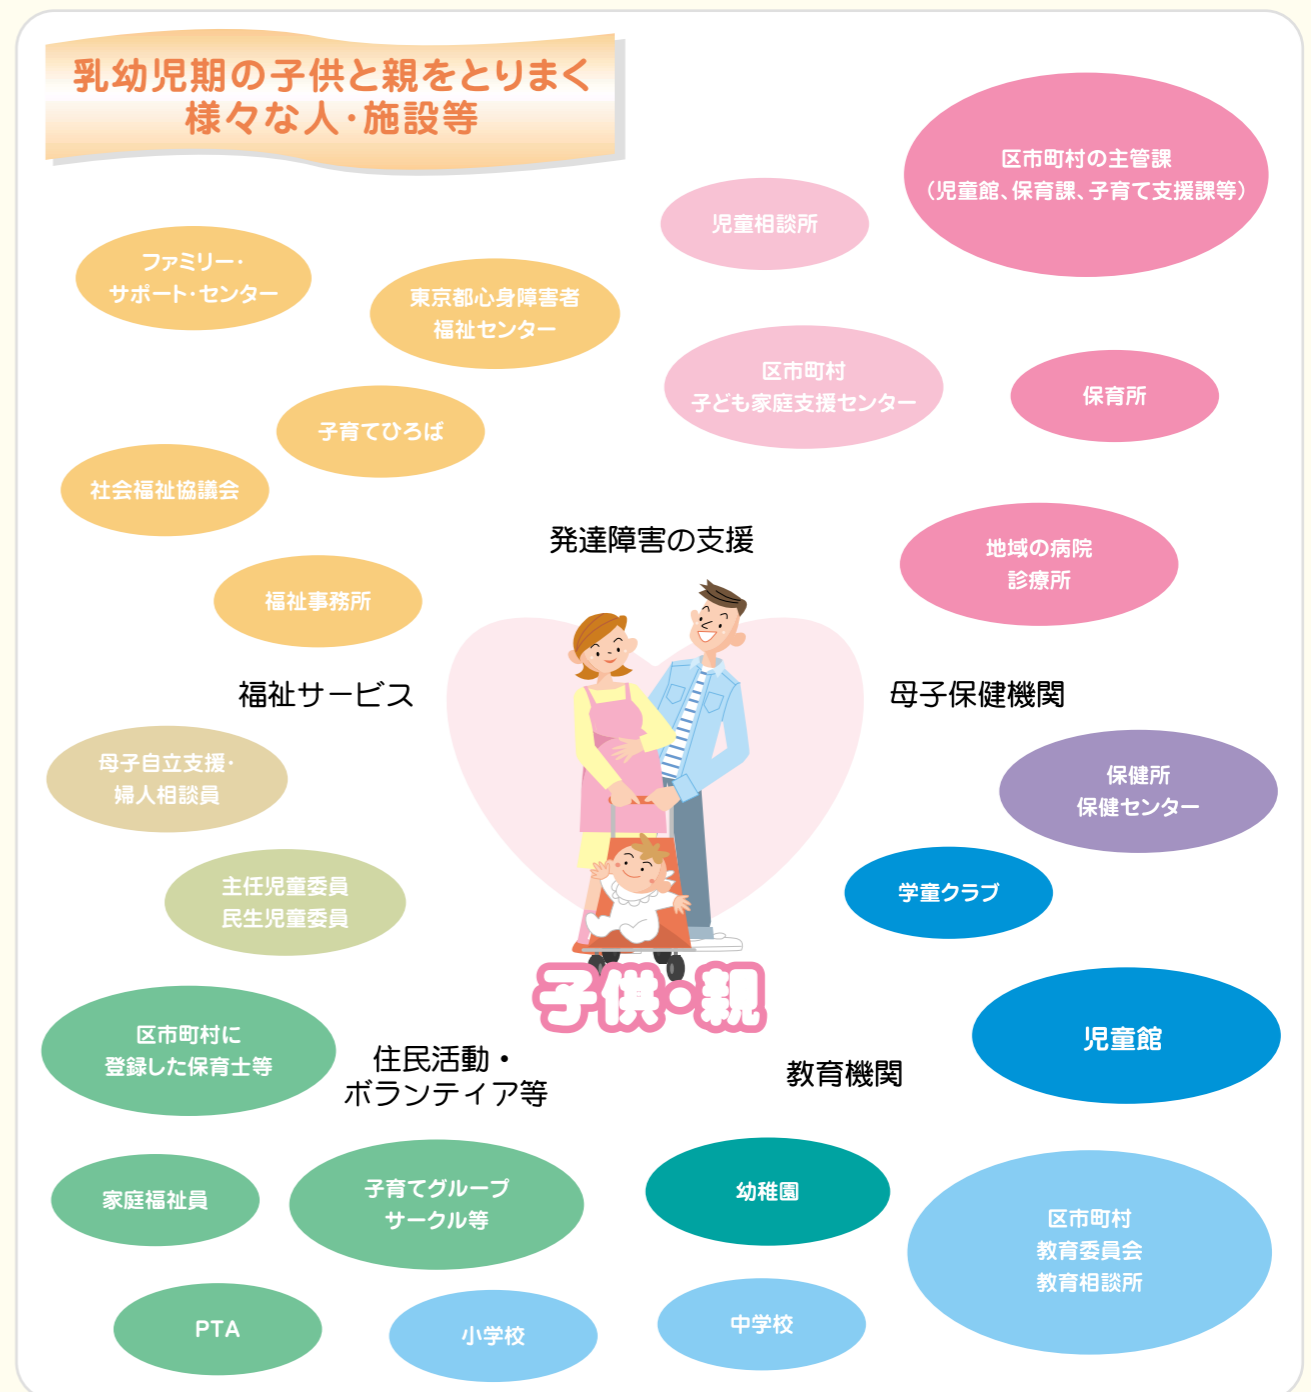 乳幼児期の子供と親をとりまく
様々な人・施設等
区市町村の主管課
（児童館、保育課、子育て支援課等）
児童相談所
ファミリー・
サポート・センター
東京都心身障害者
福祉センター
区市町村
子ども家庭支援センター
保育所
子育てひろば
社会福祉協議会
発達障害の支援
地域の病院
診療所
福祉事務所
福祉サービス
母子保健機関
母子自立支援・
婦人相談員
保健所
保健センター
主任児童委員
民生児童委員
学童クラブ
子供・親
区市町村に
登録した保育士等
住民活動・
ボランティア等
教育機関
児童館
家庭福祉員
子育てグループ
サークル等
幼稚園
区市町村
教育委員会
教育相談所
PTA
小学校
中学校